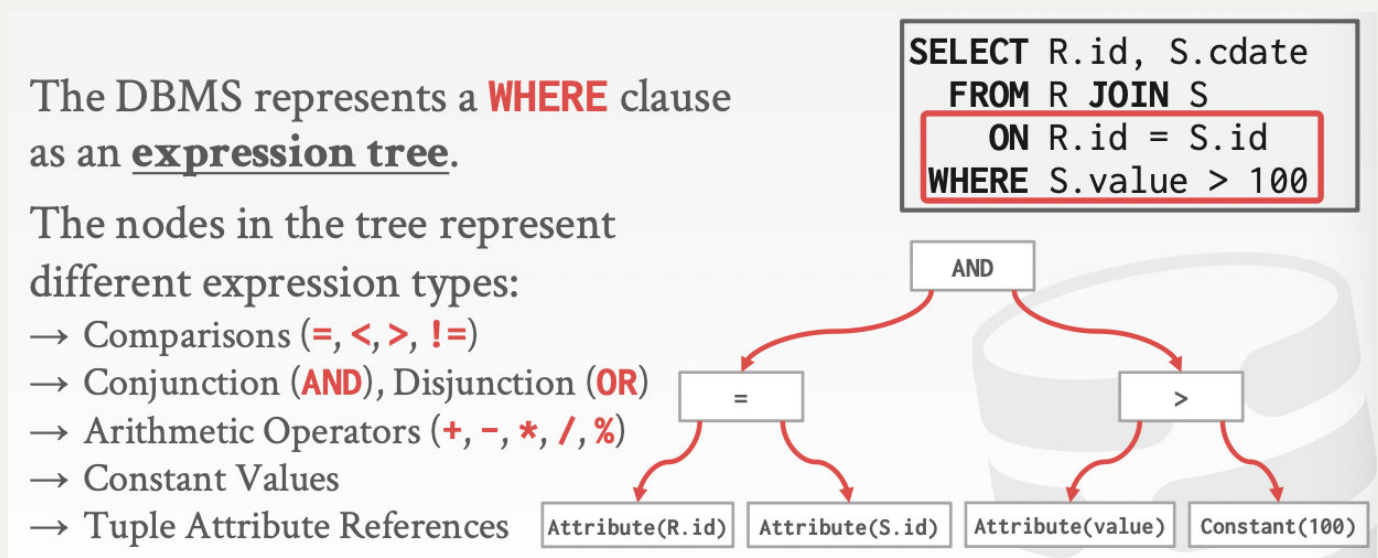 The DBMS represents a WHERE clause
as an expression tree.
The nodes in the tree represent
different expression types:
→ Comparisons (=, <, >, !=)
→ Conjunction (AND), Disjunction (OR)
→ Arithmetic Operators (+, -, *, /, %)
→ Constant Values
→ Tuple Attribute References
SELECT R.id, S.cdate
FROM R JOIN S
ON R.id = S.id
WHERE S.value > 100
AND
=
>
Attribute(R.id)
Attribute(S.id)
Attribute(value)
Constant(100)